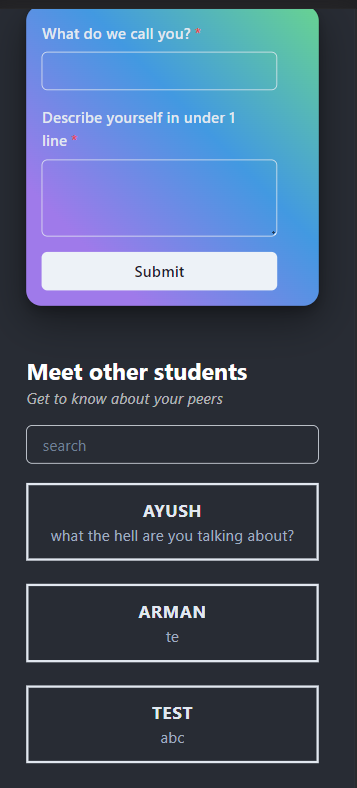 What do we call you? *
Describe yourself in under 1
line *
Submit
Meet other students
Get to know about your peers
search
AYUSH
what the hell are you talking about?
ARMAN
te
TEST
abc